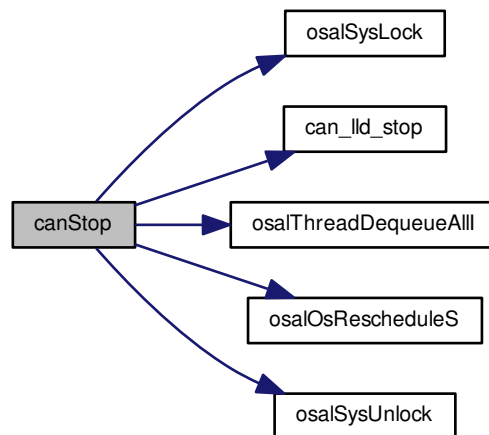 osalSysLock
can_lld_stop
canStop
osalThreadDequeueAllI
osalOsRescheduleS
osalSysUnlock